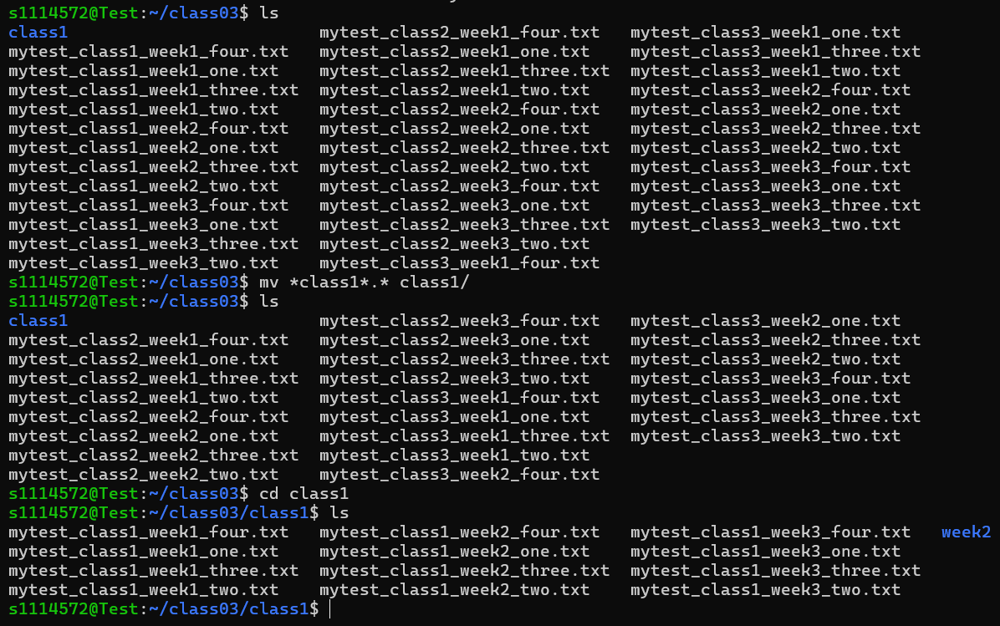 s1114572@Test:~/class03$ ls
class1                         mytest_class2_week1_four.txt   mytest_class3_week1_one.txt
mytest_class1_week1_four.txt   mytest_class2_week1_one.txt    mytest_class3_week1_three.txt
mytest_class1_week1_one.txt    mytest_class2_week1_three.txt  mytest_class3_week1_two.txt
mytest_class1_week1_three.txt  mytest_class2_week1_two.txt    mytest_class3_week2_four.txt
mytest_class1_week1_two.txt    mytest_class2_week2_four.txt   mytest_class3_week2_one.txt
mytest_class1_week2_four.txt   mytest_class2_week2_one.txt    mytest_class3_week2_three.txt
mytest_class1_week2_one.txt    mytest_class2_week2_three.txt  mytest_class3_week2_two.txt
mytest_class1_week2_three.txt  mytest_class2_week2_two.txt    mytest_class3_week3_four.txt
mytest_class1_week2_two.txt    mytest_class2_week3_four.txt   mytest_class3_week3_one.txt
mytest_class1_week3_four.txt   mytest_class2_week3_one.txt    mytest_class3_week3_three.txt
mytest_class1_week3_one.txt    mytest_class2_week3_three.txt  mytest_class3_week3_two.txt
mytest_class1_week3_three.txt  mytest_class2_week3_two.txt
mytest_class1_week3_two.txt    mytest_class3_week1_four.txt
s1114572@Test:~/class03$ mv *class1*.* class1/
s1114572@Test:~/class03$ ls
class1                         mytest_class2_week3_four.txt   mytest_class3_week2_one.txt
mytest_class2_week1_four.txt   mytest_class2_week3_one.txt    mytest_class3_week2_three.txt
mytest_class2_week1_one.txt    mytest_class2_week3_three.txt  mytest_class3_week2_two.txt
mytest_class2_week1_three.txt  mytest_class2_week3_two.txt    mytest_class3_week3_four.txt
mytest_class2_week1_two.txt    mytest_class3_week1_four.txt   mytest_class3_week3_one.txt
mytest_class2_week2_four.txt   mytest_class3_week1_one.txt    mytest_class3_week3_three.txt
mytest_class2_week2_one.txt    mytest_class3_week1_three.txt  mytest_class3_week3_two.txt
mytest_class2_week2_three.txt  mytest_class3_week1_two.txt
mytest_class2_week2_two.txt    mytest_class3_week2_four.txt
s1114572@Test:~/class03$ cd class1
s1114572@Test:~/class03/class1$ ls
mytest_class1_week1_four.txt   mytest_class1_week2_four.txt   mytest_class1_week3_four.txt   week2
mytest_class1_week1_one.txt    mytest_class1_week2_one.txt    mytest_class1_week3_one.txt
mytest_class1_week1_three.txt  mytest_class1_week2_three.txt  mytest_class1_week3_three.txt
mytest_class1_week1_two.txt    mytest_class1_week2_two.txt    mytest_class1_week3_two.txt
s1114572@Test:~/class03/class1$